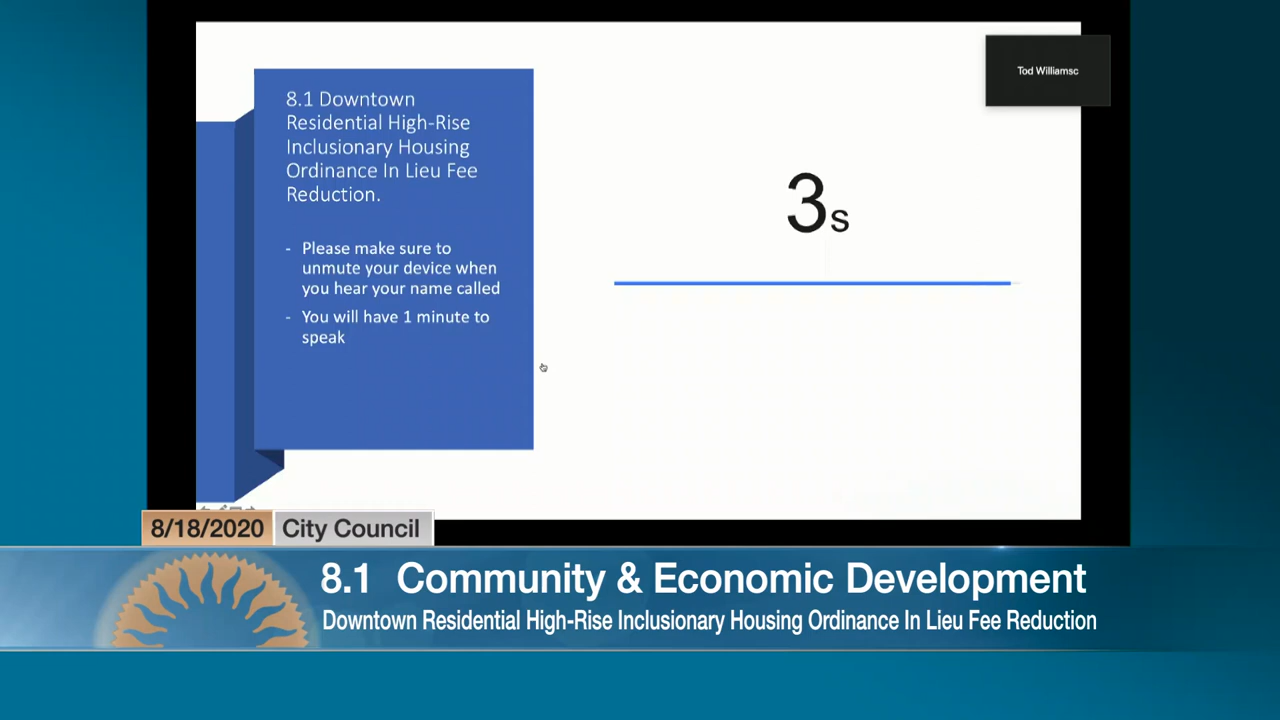 8.1 Downtown
Residential High-Rise
Inclusionary Housing
Ordinance In Lieu Fee
Reduction.
- Please make sure to
unmute your device when
you hear your name called
- You will have 1 minute to
speak
3s
Tod Williamsc
8/18/2020 City Council
8.1 Community & Economic Development
Downtown Residential High-Rise Inclusionary Housing Ordinance In Lieu Fee Reduction